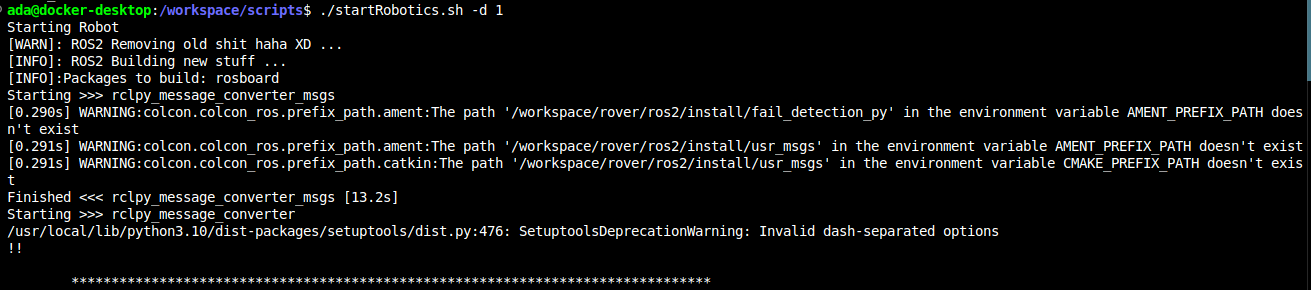 ada@docker-desktop:/workspace/scripts$ ./startRobotics.sh -d 1
Starting Robot
[WARN]: ROS2 Removing old shit haha XD ...
[INFO]: ROS2 Building new stuff ...
[INFO]:Packages to build: rosboard
Starting >>> rclpy_message_converter_msgs
[0.290s] WARNING:colcon.colcon_ros.prefix_path.ament:The path '/workspace/rover/ros2/install/fail_detection_py' in the environment variable AMENT_PREFIX_PATH does
n't exist
[0.291s] WARNING:colcon.colcon_ros.prefix_path.ament:The path '/workspace/rover/ros2/install/usr_msgs' in the environment variable AMENT_PREFIX_PATH doesn't exist
[0.291s] WARNING:colcon.colcon_ros.prefix_path.catkin:The path '/workspace/rover/ros2/install/usr_msgs' in the environment variable CMAKE_PREFIX_PATH doesn't exis
t
Finished <<< rclpy_message_converter_msgs [13.2s]
Starting >>> rclpy_message_converter
/usr/local/lib/python3.10/dist-packages/setuptools/dist.py:476: SetuptoolsDeprecationWarning: Invalid dash-separated options
!!
********************************************************************************